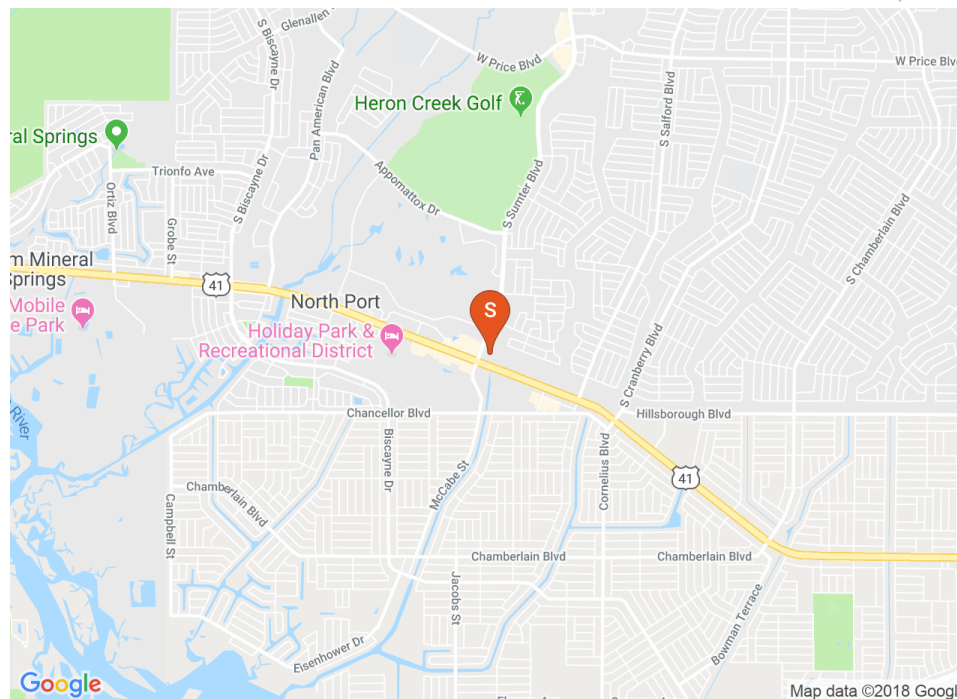 Glenallen
S Biscayne Dr
W Price Blvd
W Price Blv
Pan American Blvd
Heron Creek Golf
S Salford Blvd
ral Springs
Trionfo Ave
Ortiz Blvd
S Biscayne Dr
Appomattox Dr
S Sumter Blvd
Grobe St
S Chamberlain Blvd
m Mineral
Springs
41
North Port
S
Mobile
e Park
Holiday Park &
Recreational District
S Cranberry Blvd
River
Chancellor Blvd
Hillsborough Blvd
Biscayne Dr
McCabe St
Cornelius Blvd
41
Chamberlain Blvd
Campbell St
Chamberlain Blvd
Chamberlain Blvd
Jacobs St
Bowman Terrace
Eisenhower Dr
Google
Map data ©2018 Googl